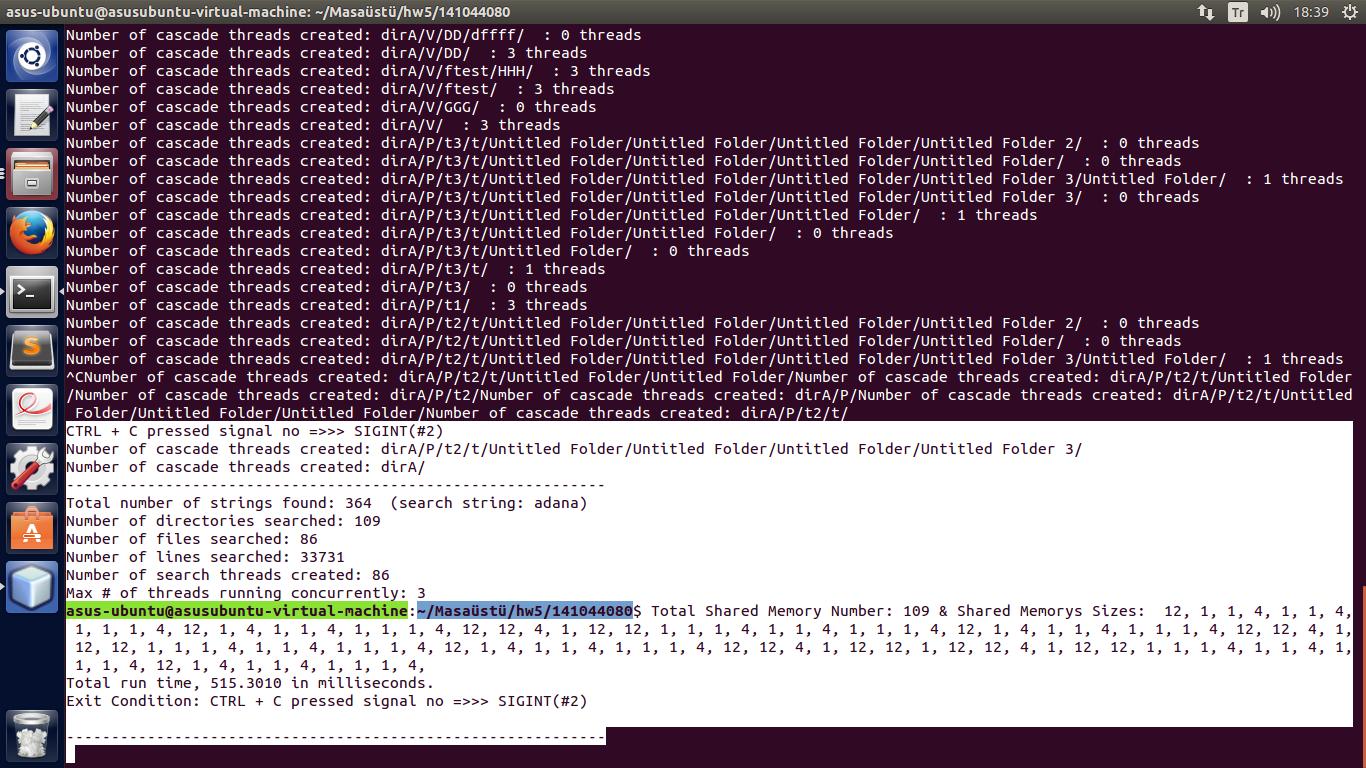 asus-ubuntu@asusubuntu-virtual-machine: ~/Masaüstü/hw5/141044080
Tr
18:39
Number of cascade threads created: dirA/V/DD/dffff/  : 0 threads
Number of cascade threads created: dirA/V/DD/  : 3 threads
Number of cascade threads created: dirA/V/ftest/HHH/  : 3 threads
Number of cascade threads created: dirA/V/ftest/  : 3 threads
Number of cascade threads created: dirA/V/GGG/  : 0 threads
Number of cascade threads created: dirA/V/  : 3 threads
Number of cascade threads created: dirA/P/t3/t/Untitled Folder/Untitled Folder/Untitled Folder/Untitled Folder 2/  : 0 threads
Number of cascade threads created: dirA/P/t3/t/Untitled Folder/Untitled Folder/Untitled Folder/Untitled Folder/  : 0 threads
Number of cascade threads created: dirA/P/t3/t/Untitled Folder/Untitled Folder/Untitled Folder/Untitled Folder 3/Untitled Folder/  : 1 threads
Number of cascade threads created: dirA/P/t3/t/Untitled Folder/Untitled Folder/Untitled Folder/Untitled Folder 3/  : 0 threads
Number of cascade threads created: dirA/P/t3/t/Untitled Folder/Untitled Folder/Untitled Folder/  : 1 threads
Number of cascade threads created: dirA/P/t3/t/Untitled Folder/Untitled Folder/  : 0 threads
Number of cascade threads created: dirA/P/t3/t/Untitled Folder/  : 0 threads
Number of cascade threads created: dirA/P/t3/t/  : 1 threads
Number of cascade threads created: dirA/P/t3/  : 0 threads
Number of cascade threads created: dirA/P/t1/  : 3 threads
Number of cascade threads created: dirA/P/t2/t/Untitled Folder/Untitled Folder/Untitled Folder/Untitled Folder 2/  : 0 threads
Number of cascade threads created: dirA/P/t2/t/Untitled Folder/Untitled Folder/Untitled Folder/Untitled Folder/  : 0 threads
Number of cascade threads created: dirA/P/t2/t/Untitled Folder/Untitled Folder/Untitled Folder/Untitled Folder 3/Untitled Folder/  : 1 threads
^CNumber of cascade threads created: dirA/P/t2/t/Untitled Folder/Untitled Folder/Number of cascade threads created: dirA/P/t2/t/Untitled Folder
/Number of cascade threads created: dirA/P/t2/Number of cascade threads created: dirA/P/Number of cascade threads created: dirA/P/t2/t/Untitled
 Folder/Untitled Folder/Untitled Folder/Number of cascade threads created: dirA/P/t2/t/
CTRL + C pressed signal no =>>> SIGINT(#2)
Number of cascade threads created: dirA/P/t2/t/Untitled Folder/Untitled Folder/Untitled Folder/Untitled Folder 3/
Number of cascade threads created: dirA/
------------------------------------------------------------
Total number of strings found: 364  (search string: adana)
Number of directories searched: 109
Number of files searched: 86
Number of lines searched: 33731
Number of search threads created: 86
Max # of threads running concurrently: 3
asus-ubuntu@asusubuntu-virtual-machine:~/Masaüstü/hw5/141044080$ Total Shared Memory Number: 109 & Shared Memorys Sizes:  12, 1, 1, 4, 1, 1, 4,
 1, 1, 1, 4, 12, 1, 4, 1, 1, 4, 1, 1, 1, 4, 12, 12, 4, 1, 12, 12, 1, 1, 1, 4, 1, 1, 4, 1, 1, 1, 4, 12, 1, 4, 1, 1, 4, 1, 1, 1, 4, 12, 12, 4, 1,
 12, 12, 1, 1, 1, 4, 1, 1, 4, 1, 1, 1, 4, 12, 1, 4, 1, 1, 4, 1, 1, 1, 4, 12, 12, 4, 1, 12, 12, 1, 12, 12, 4, 1, 12, 12, 1, 1, 1, 4, 1, 1, 4, 1,
 1, 1, 4, 12, 1, 4, 1, 1, 4, 1, 1, 1, 4,
Total run time, 515.3010 in milliseconds.
Exit Condition: CTRL + C pressed signal no =>>> SIGINT(#2)
------------------------------------------------------------